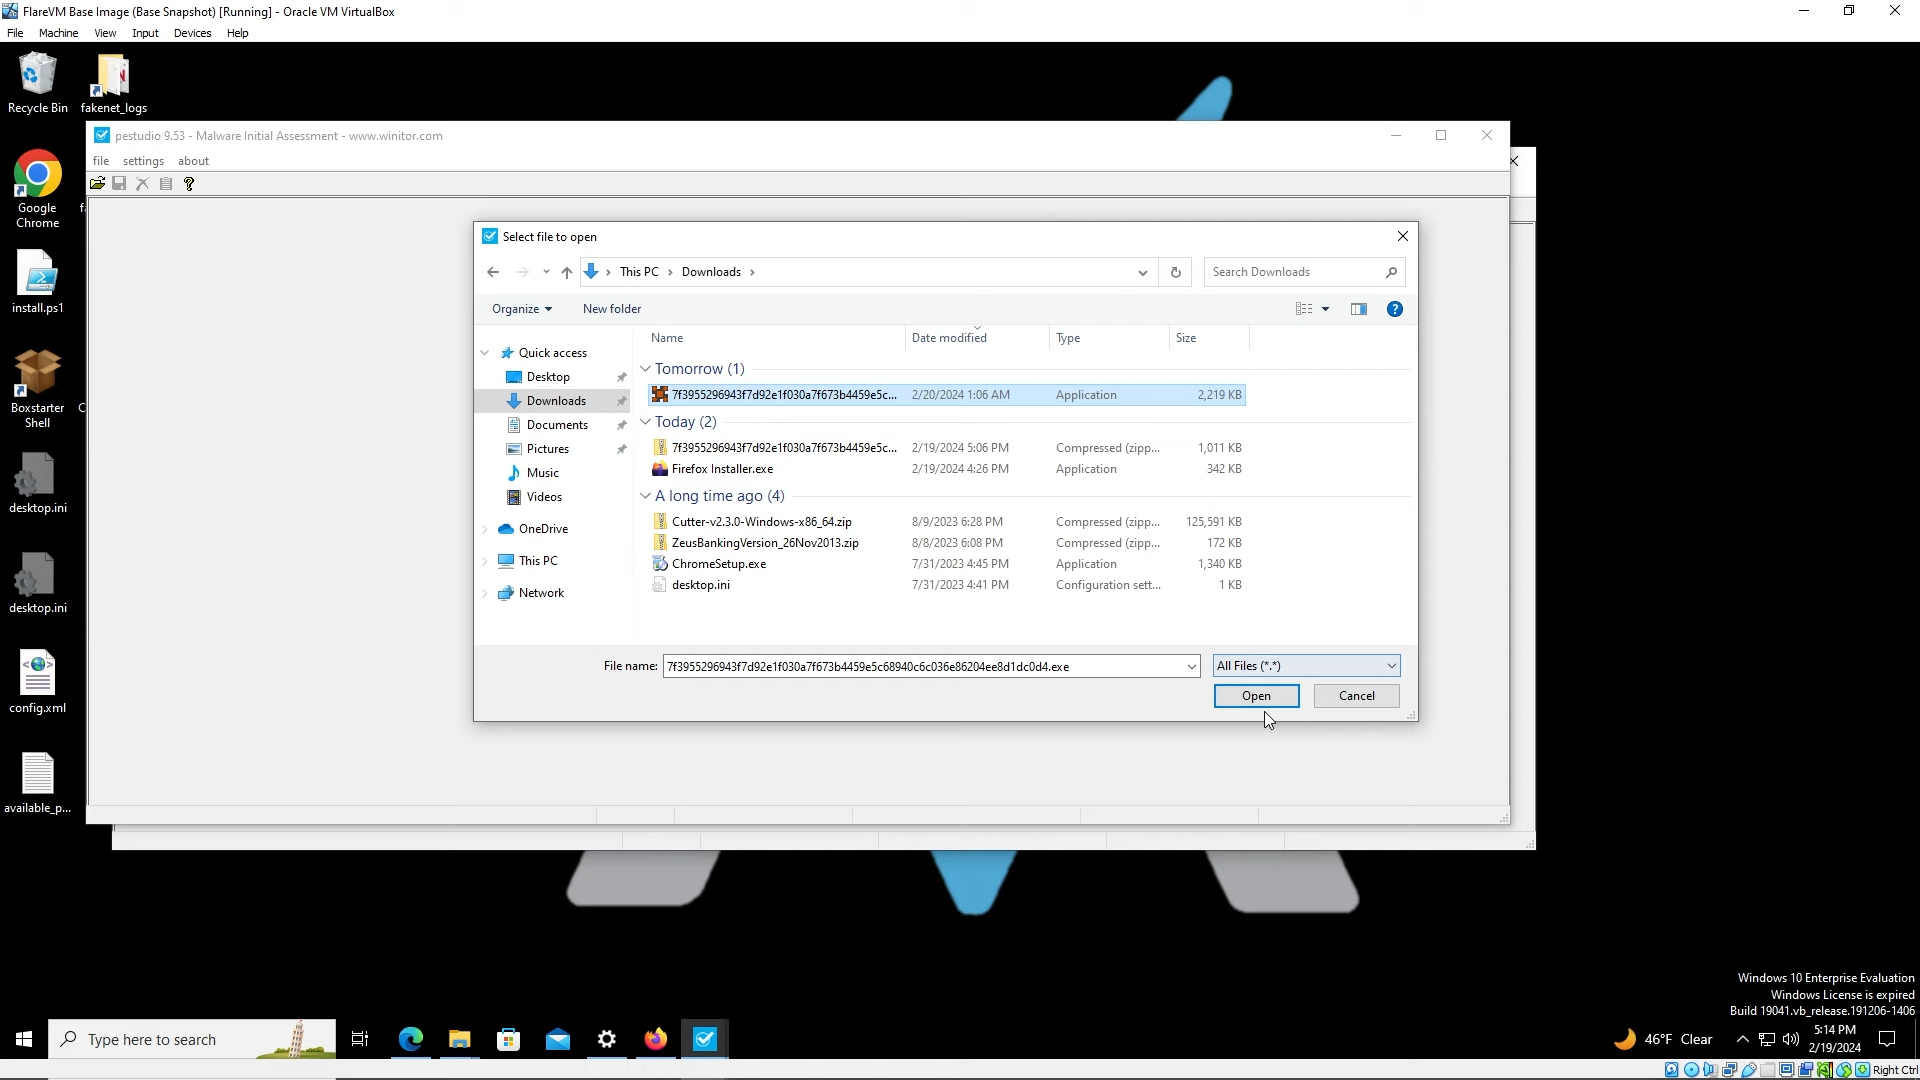 FlareVM Base Image (Base Snapshot) [Running] - Oracle VM VirtualBox
File Machine View Input Devices Help
Recycle Bin
fakenet_logs
pestudio 9.53 - Malware Initial Assessment - www.winitor.com
file settings about
Google Chrome
install.ps1
Boxstarter Shell
desktop.ini
desktop.ini
config.xml
available_p...
Select file to open
This PC > Downloads >
Search Downloads
Organize
New folder
Name Date modified Type Size
Quick access
Desktop
Downloads
Documents
Pictures
Music
Videos
OneDrive
This PC
Network
Tomorrow (1)
7f3955296943f7d92e1f030a7f673b4459e5c... 2/20/2024 1:06 AM Application 2,219 KB
Today (2)
7f3955296943f7d92e1f030a7f673b4459e5c... 2/19/2024 5:06 PM Compressed (zipp... 1,011 KB
Firefox Installer.exe 2/19/2024 4:26 PM Application 342 KB
A long time ago (4)
Cutter-v2.3.0-Windows-x86_64.zip 8/9/2023 6:28 PM Compressed (zipp... 125,591 KB
ZeusBankingVersion_26Nov2013.zip 8/8/2023 6:08 PM Compressed (zipp... 172 KB
ChromeSetup.exe 7/31/2023 4:45 PM Application 1,340 KB
desktop.ini 7/31/2023 4:41 PM Configuration sett... 1 KB
File name: 7f3955296943f7d92e1f030a7f673b4459e5c68940c6c036e86204ee8d1dc0d4.exe
All Files (*.*)
Open
Cancel
Windows 10 Enterprise Evaluation
Windows License is expired
Build 19041.vb_release.191206-1406
Type here to search
46°F Clear
5:14 PM
2/19/2024
Right Ctrl